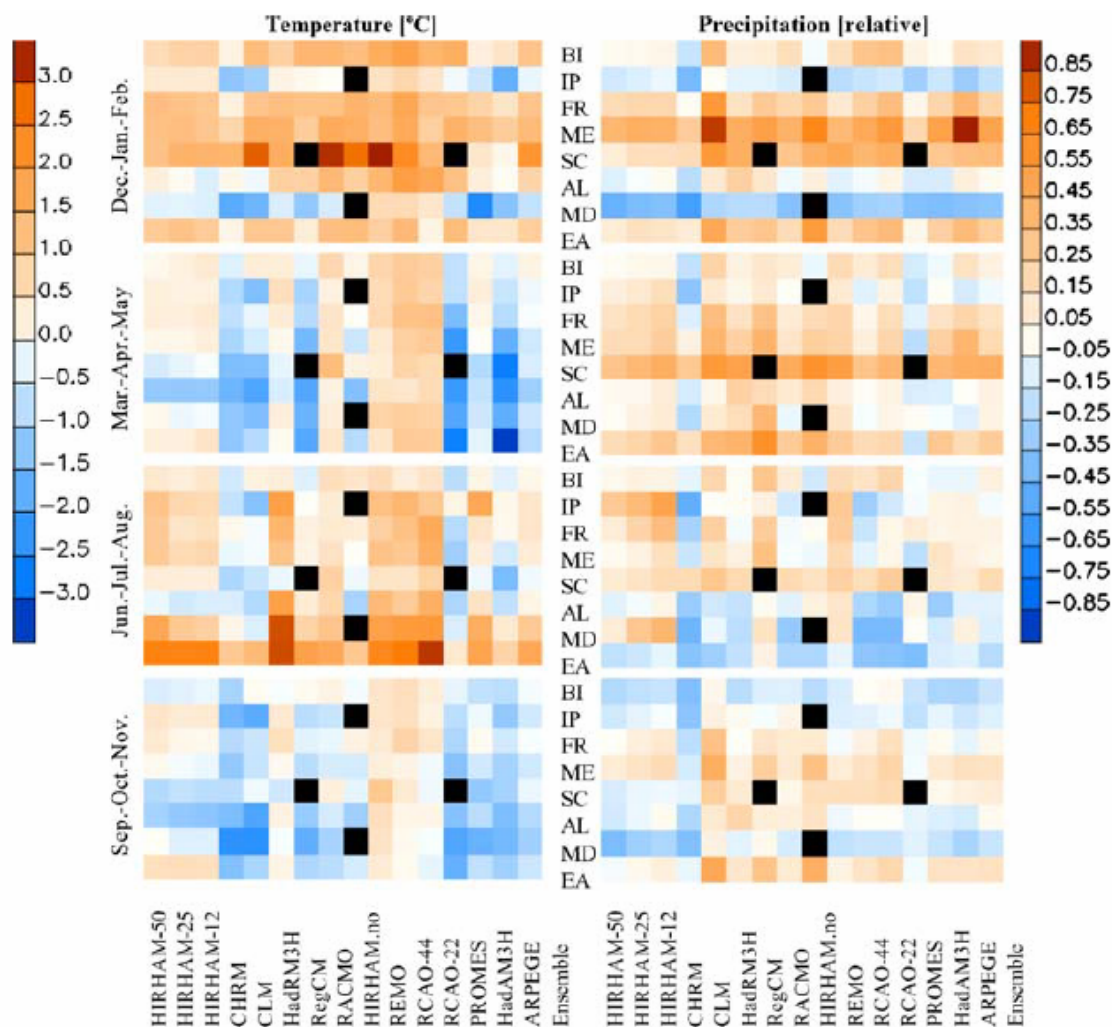 Temperature [ºC]
Precipitation [relative]
3.0
2.5
2.0
1.5
1.0
0.5
0.0
−0.5
−1.0
−1.5
−2.0
−2.5
−3.0
Dec.-Jan.-Feb.
BI
IP
FR
ME
SC
AL
MD
EA
Mar.-Apr.-May
BI
IP
FR
ME
SC
AL
MD
EA
Jun.-Jul.-Aug.
BI
IP
FR
ME
SC
AL
MD
EA
Sep.-Oct.-Nov.
BI
IP
FR
ME
SC
AL
MD
EA
0.85
0.75
0.65
0.55
0.45
0.35
0.25
0.15
0.05
−0.05
−0.15
−0.25
−0.35
−0.45
−0.55
−0.65
−0.75
−0.85
HIRHAM-50
HIRHAM-25
HIRHAM-12
CHRM
CLM
HadRM3H
RegCM
RACMO
HIRHAM.no
REMO
RCAO-44
RCAO-22
PROMES
HadAM3H
ARPEGE
Ensemble
HIRHAM-50
HIRHAM-25
HIRHAM-12
CHRM
CLM
HadRM3H
RegCM
RACMO
HIRHAM.no
REMO
RCAO-44
RCAO-22
PROMES
HadAM3H
ARPEGE
Ensemble